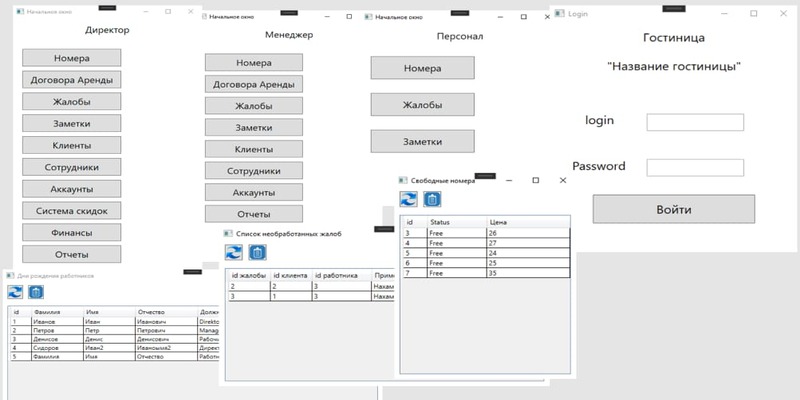 Начальное окно
Директор
Номера
Договора Аренды
Жалобы
Заметки
Клиенты
Сотрудники
Аккаунты
Система скидок
Финансы
Отчеты
Начальное окно
Менеджер
Номера
Договора Аренды
Жалобы
Заметки
Клиенты
Сотрудники
Аккаунты
Отчеты
Начальное окно
Персонал
Номера
Жалобы
Заметки
Login
Гостиница
"Название гостиницы"
login
Password
Войти
Свободные номера
id Status Цена
3 Free 26
4 Free 27
5 Free 24
6 Free 25
7 Free 35
Список необработанных жалоб
id жалобы id клиента id работника Прим
2 2 3 Нахам
3 1 3 Нахам
Дни рождение работников
id Фамилия Имя Отчество Должн
1 Иванов Иван Иванович Direkto
2 Петров Петр Петрович Manag
3 Денисов Денис Денисович Рабочи
4 Сидоров Иван2 Директ
5 Фамилия Имя Отчество Работн